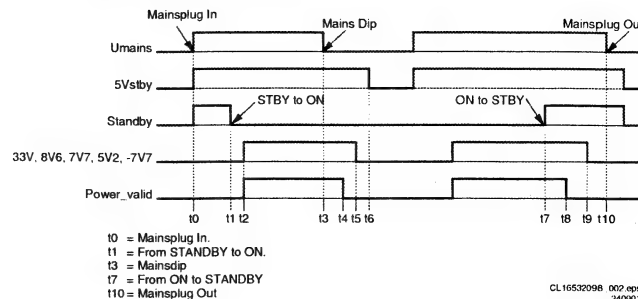 Mainsplug In
Mains Dip
Mainsplug Ou
Umains
5Vstby
STBY to ON
ON to STBY
Standby
33V, 8V6, 7V7, 5V2, -7V7
Power_valid
t0 t1 t2 t3 t4 t5 t6 t7 t8 t9 t10
t0 = Mainsplug In.
t1 = From STANDBY to ON.
t3 = Mainsdip
t7 = From ON to STANDBY
t10 = Mainsplug Out
CL16532098_002.eps